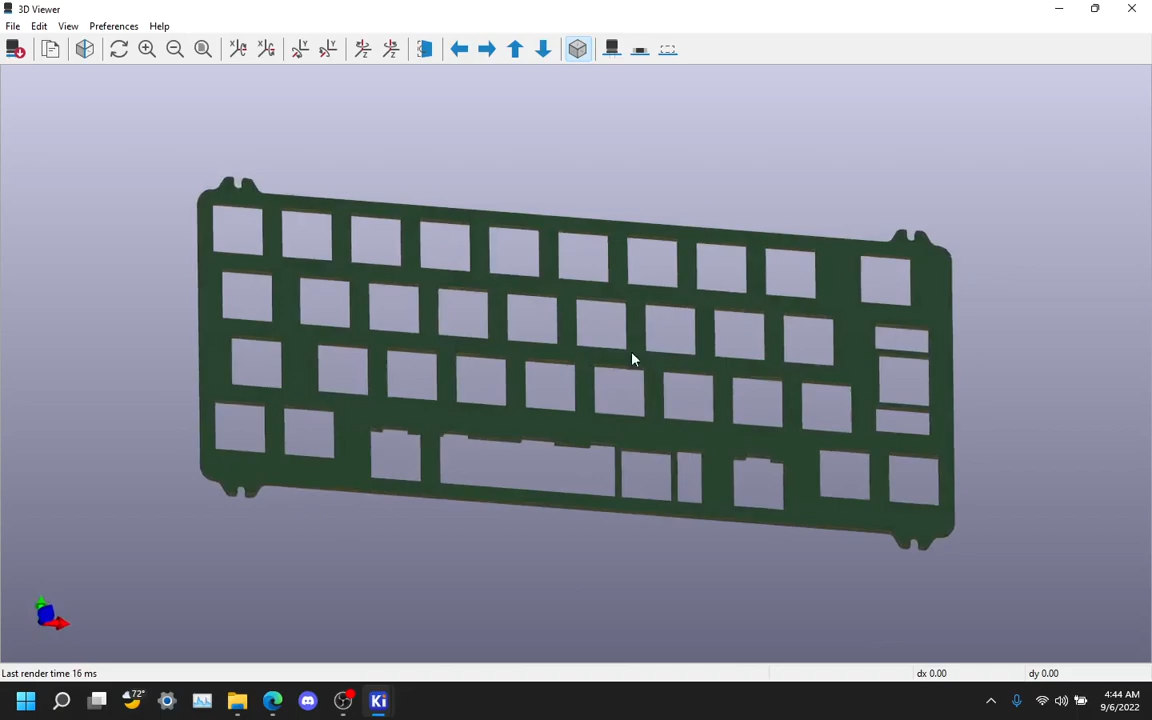 3D Viewer
File Edit View Preferences Help
Last render time 16 ms
dx 0.00
dy 0.00
72°
Ki
4:44 AM
9/6/2022